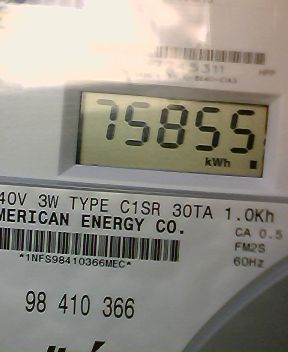 75855
kWh
40V 3W TYPE C1SR 30TA 1.0Kh
MERICAN ENERGY CO.
CA 0.5
FM2S
60Hz
*1NFS98410366MEC*
98 410 366